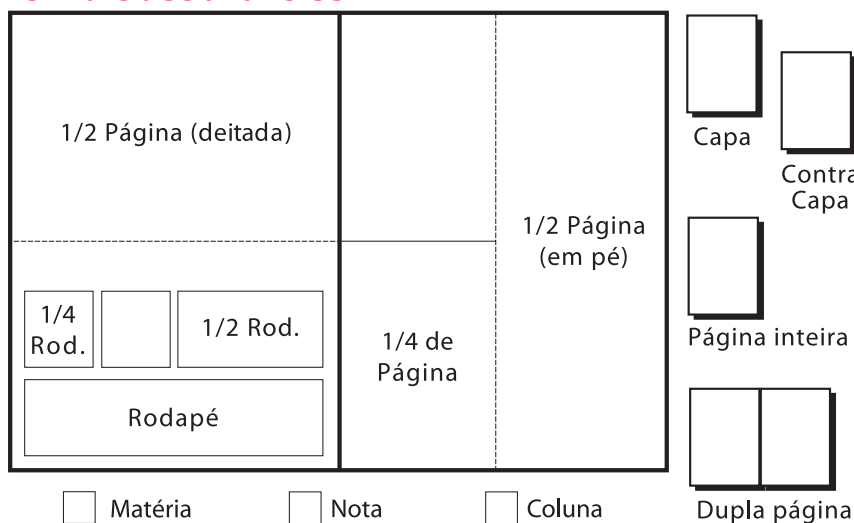 1/2 Página (deitada)
1/2 Página
(em pé)
1/4
Rod.
1/2 Rod.
1/4 de
Página
Rodapé
Capa
Contra
Capa
Página inteira
Dupla página
Matéria
Nota
Coluna